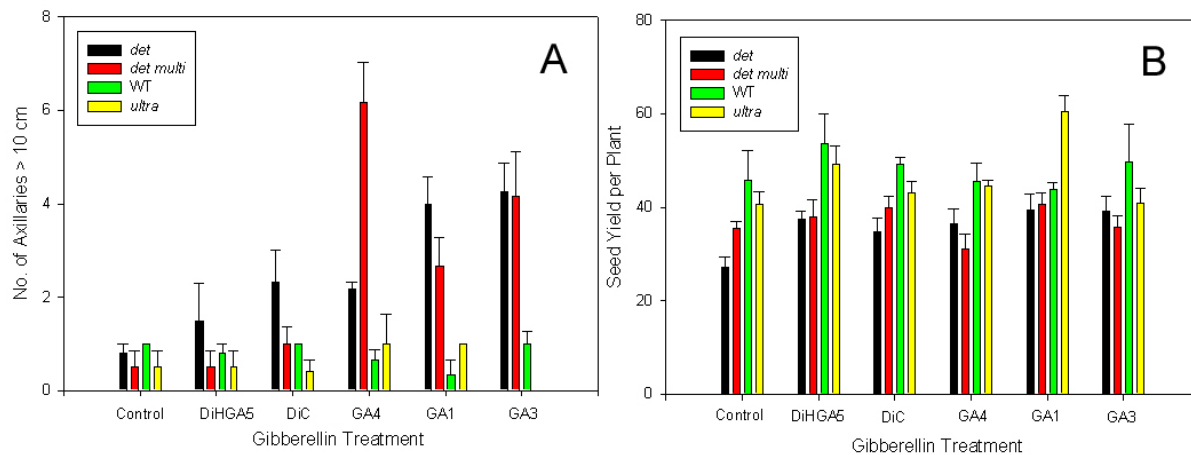 A
No. of Axillaries > 10 cm
8
6
4
2
0
det
det multi
WT
ultra
Control DiHGA5 DiC GA4 GA1 GA3
Gibberellin Treatment
B
Seed Yield per Plant
80
60
40
20
0
det
det multi
WT
ultra
Control DiHGA5 DiC GA4 GA1 GA3
Gibberellin Treatment